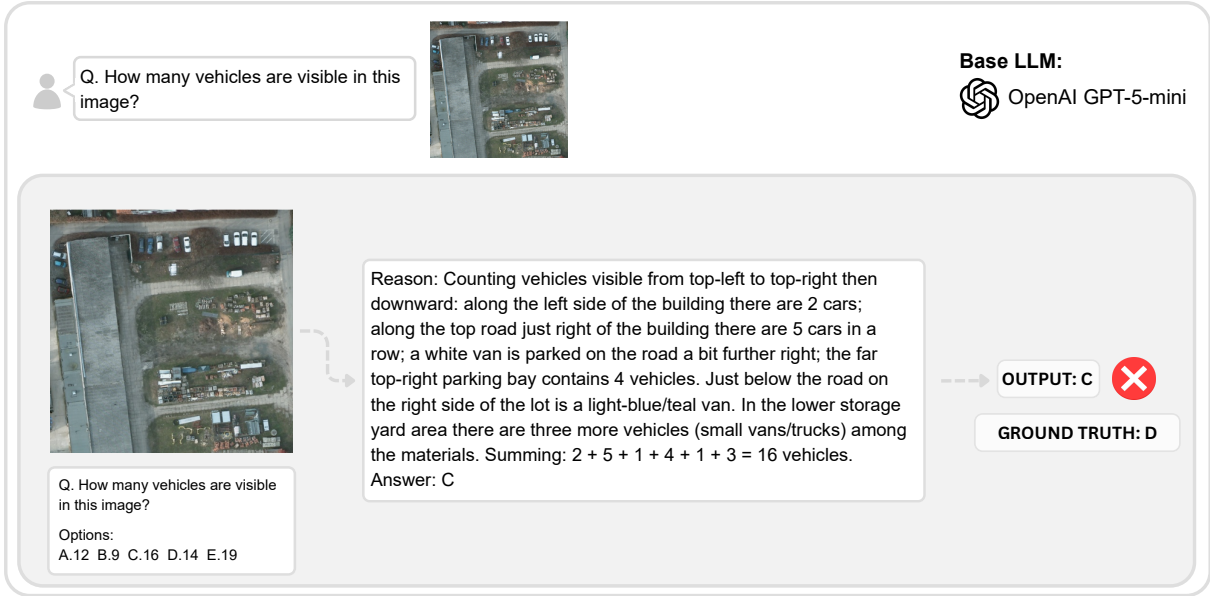 Q. How many vehicles are visible in this
image?
Base LLM:
OpenAI GPT-5-mini
Q. How many vehicles are visible
in this image?
Options:
A.12 B.9 C.16 D.14 E.19
Reason: Counting vehicles visible from top-left to top-right then
downward: along the left side of the building there are 2 cars;
along the top road just right of the building there are 5 cars in a
row; a white van is parked on the road a bit further right; the far
top-right parking bay contains 4 vehicles. Just below the road on
the right side of the lot is a light-blue/teal van. In the lower storage
yard area there are three more vehicles (small vans/trucks) among
the materials. Summing: 2 + 5 + 1 + 4 + 1 + 3 = 16 vehicles.
Answer: C
OUTPUT: C
GROUND TRUTH: D